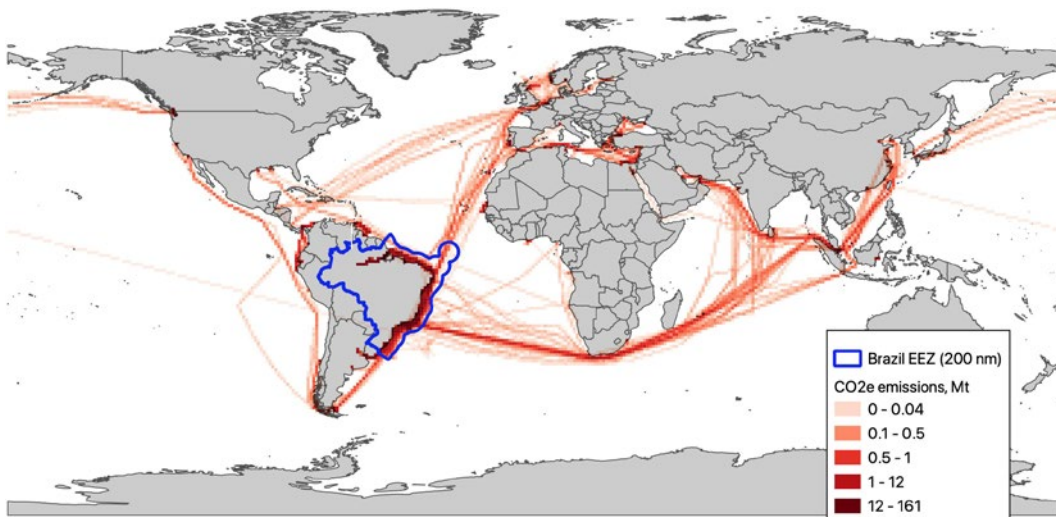 Brazil EEZ (200 nm)
CO2e emissions, Mt
0 - 0.04
0.1 - 0.5
0.5 - 1
1 - 12
12 - 161